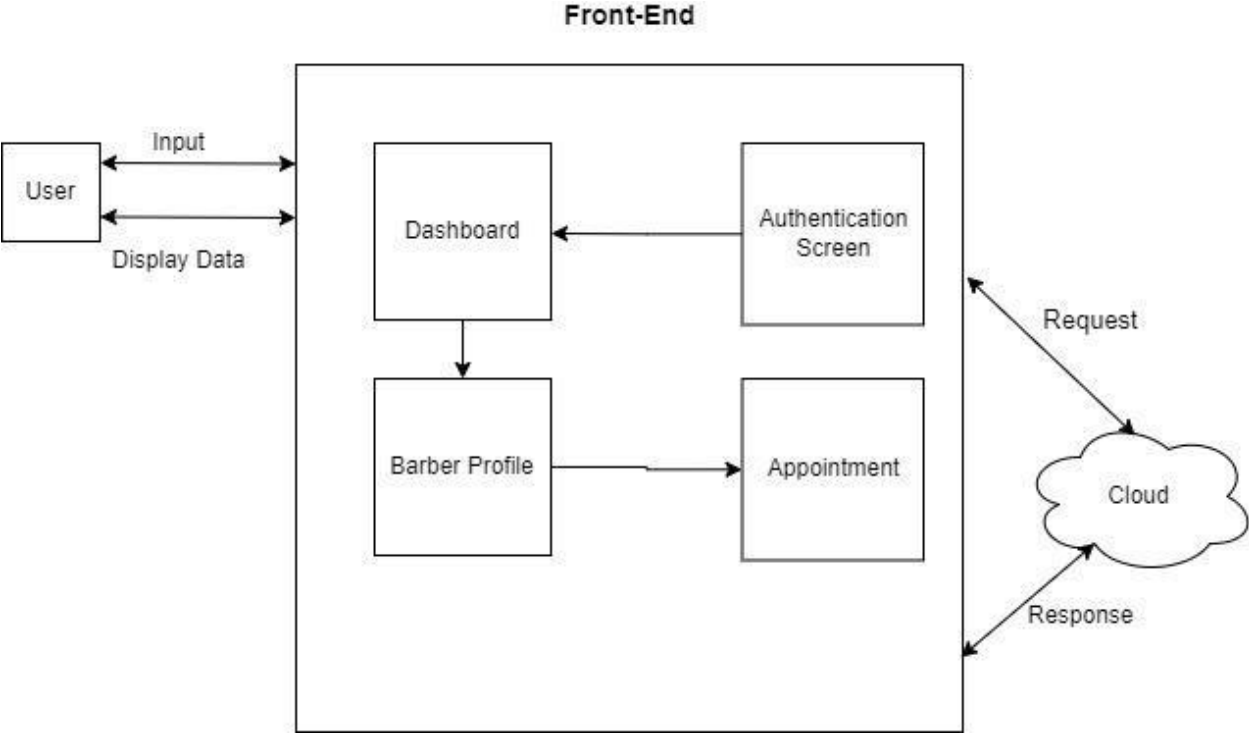 Front-End
Input
User
Display Data
Dashboard
Authentication
Screen
Request
Barber Profile
Appointment
Cloud
Response